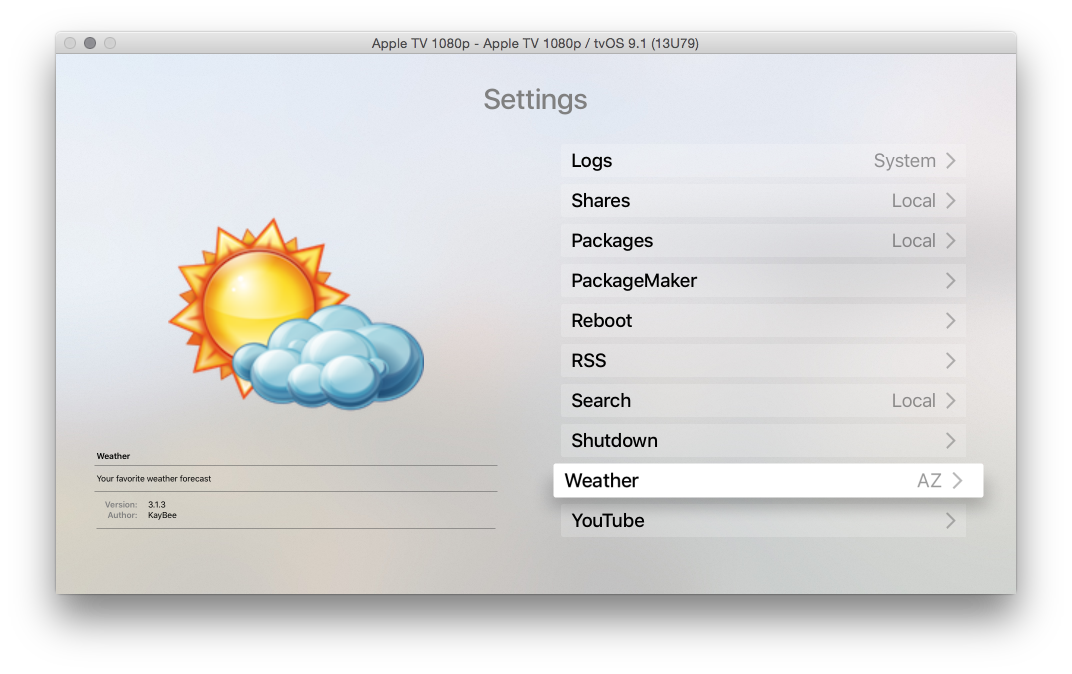 Apple TV 1080p - Apple TV 1080p / tvOS 9.1 (13U79)
Settings
Logs System
Shares Local
Packages Local
PackageMaker
Reboot
RSS
Search Local
Shutdown
Weather AZ
YouTube
Weather
Your favorite weather forecast
Version: 3.1.3
Author: KayBee